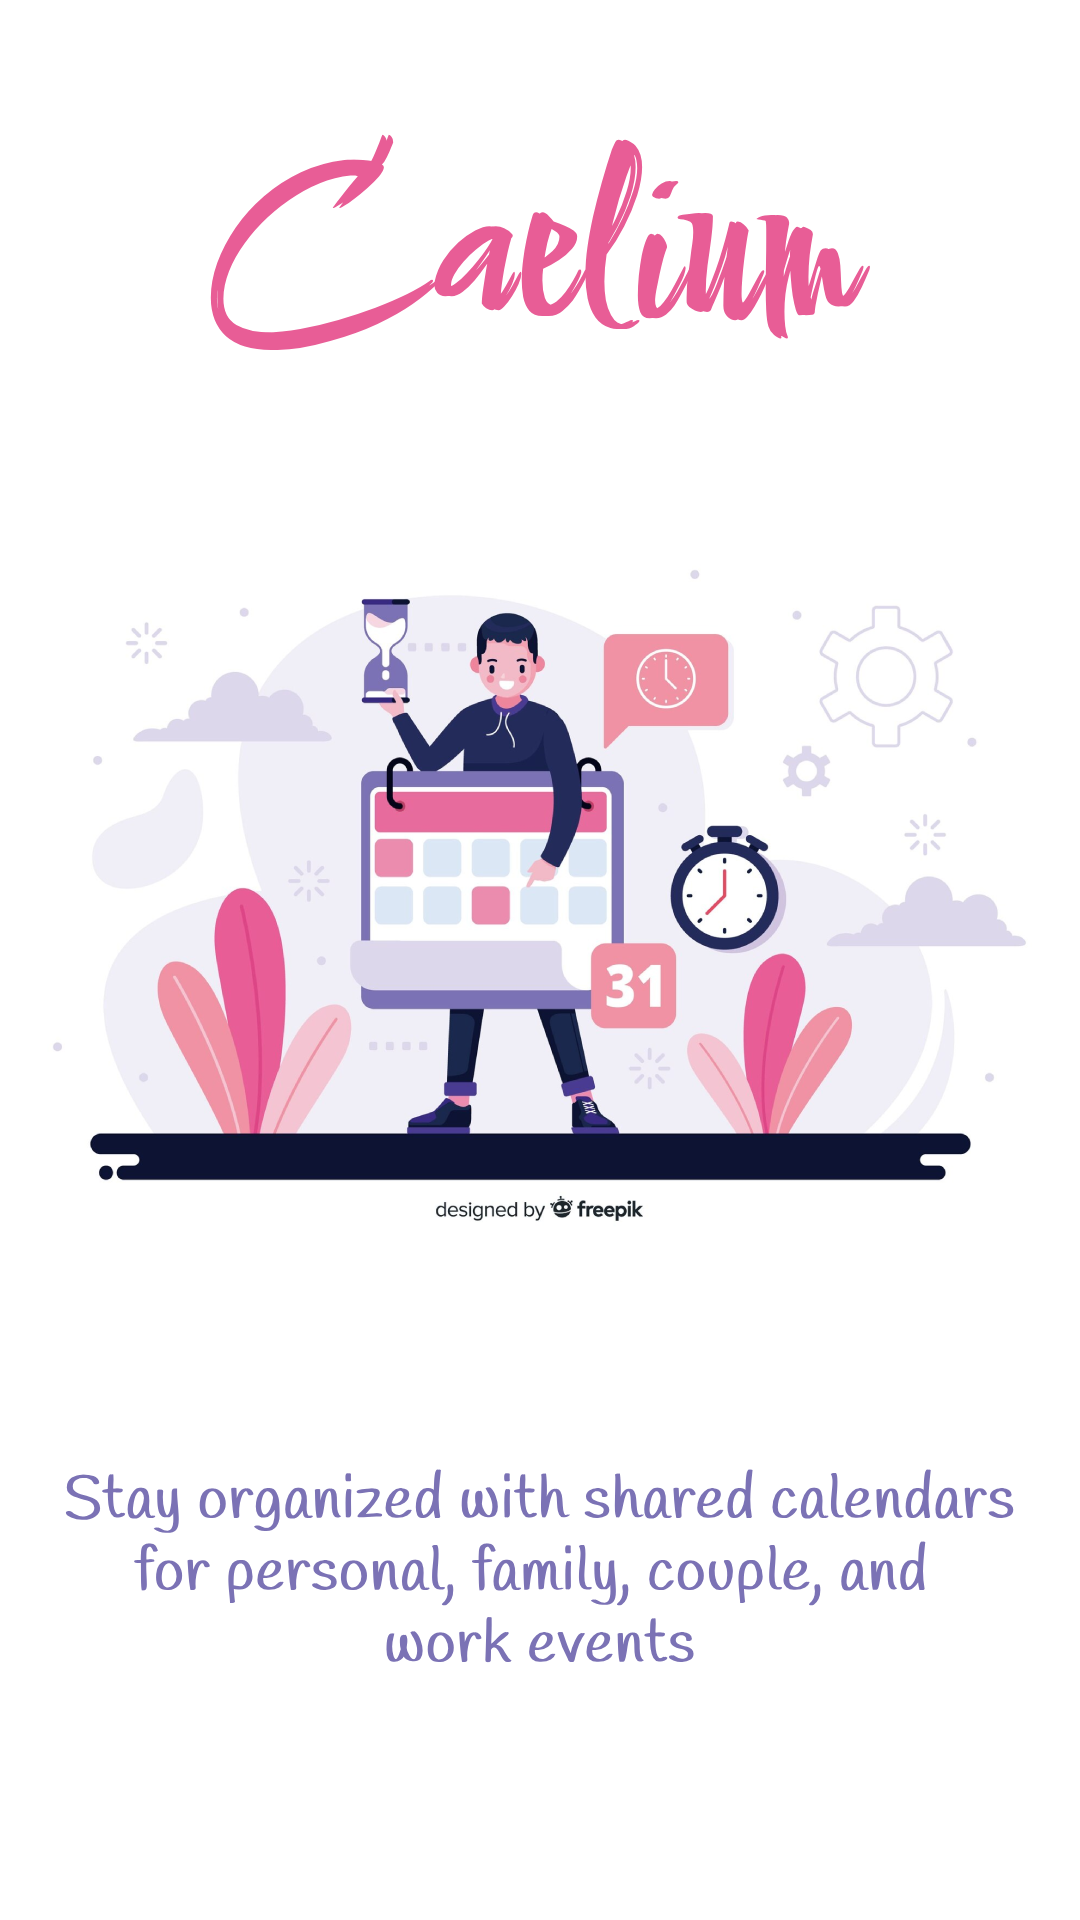 Caelium
31
designed by freepik
Stay organized with shared calendars
for personal, family, couple, and
work events